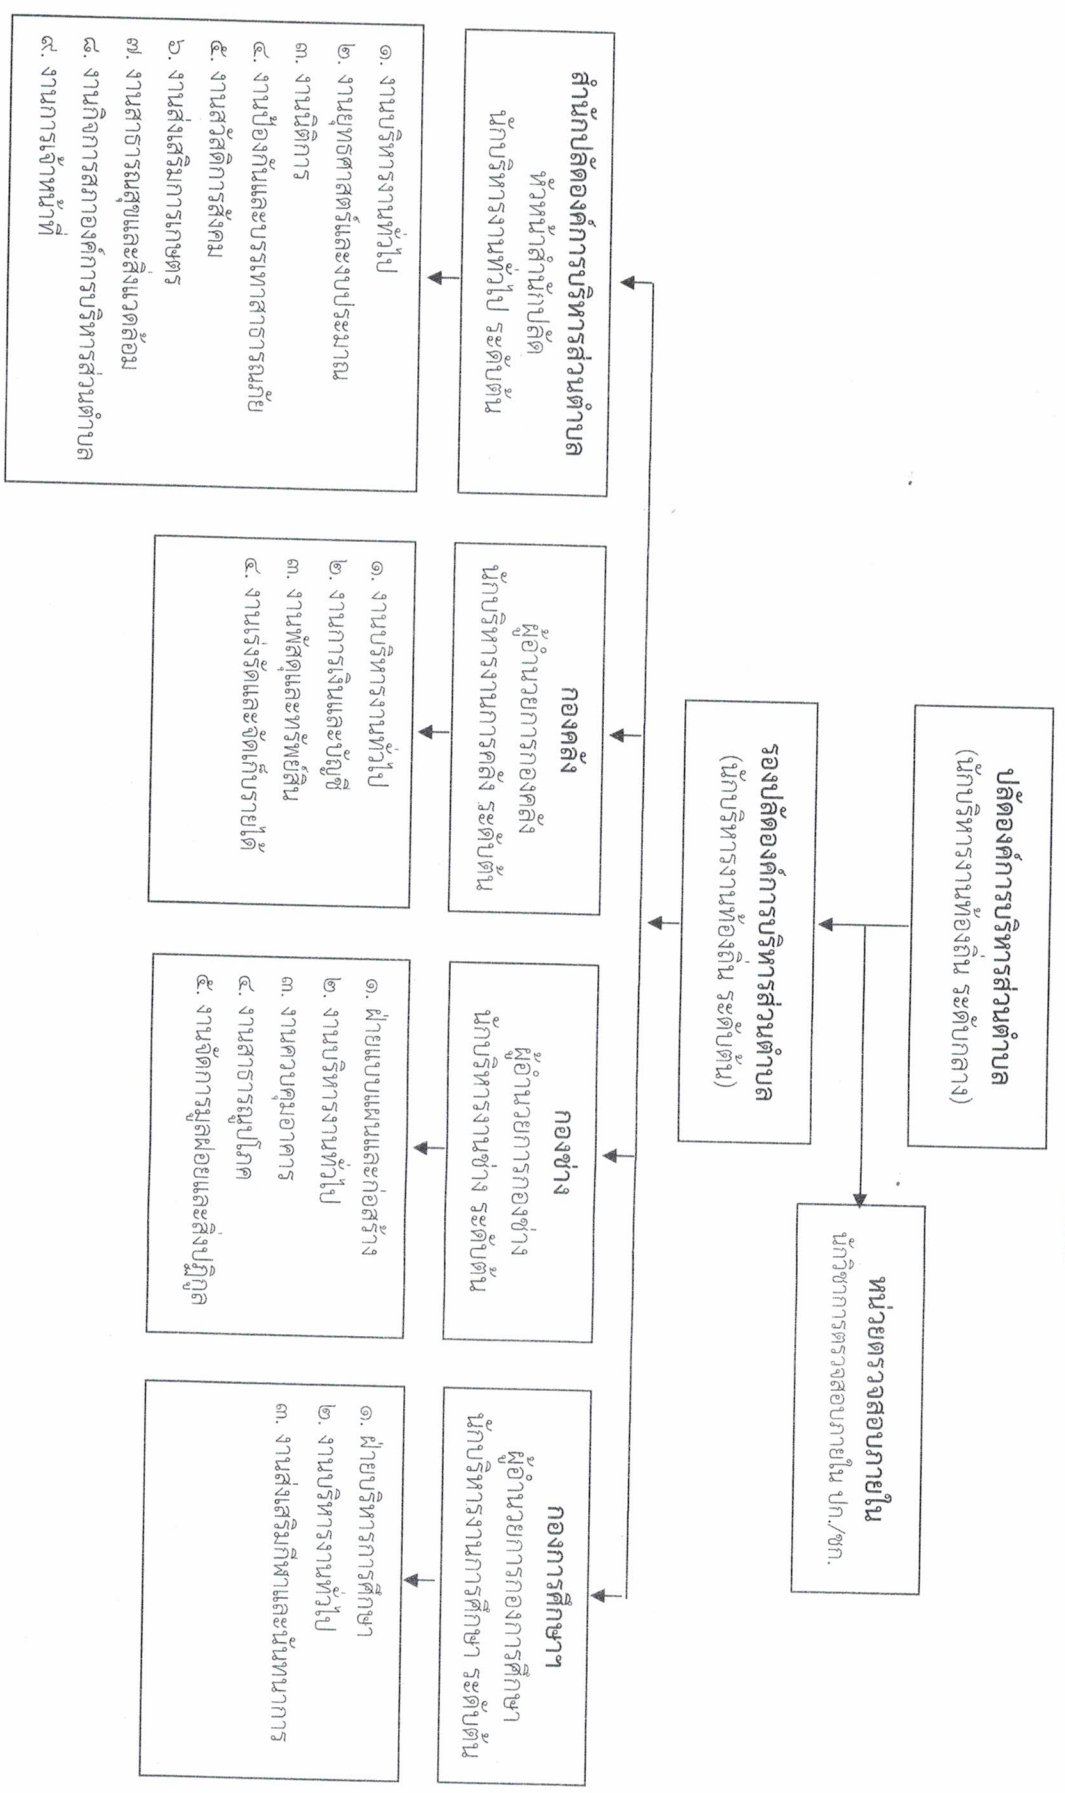 ปลัดองค์การบริหารส่วนตำบล
(นักบริหารงานท้องถิ่น ระดับกลาง)
หน่วยตรวจสอบภายใน
นักวิชาการตรวจสอบภายใน ปก./ชก.
รองปลัดองค์การบริหารส่วนตำบล
(นักบริหารงานท้องถิ่น ระดับต้น)
สำนักปลัดองค์การบริหารส่วนตำบล
หัวหน้าสำนักปลัด
นักบริหารงานทั่วไป ระดับต้น
๑. งานบริหารงานทั่วไป
๒. งานยุทธศาสตร์และงบประมาณ
๓. งานนิติการ
๔. งานป้องกันและบรรเทาสาธารณภัย
๕. งานสวัสดิการสังคม
๖. งานส่งเสริมการเกษตร
๗. งานสาธารณสุขและสิ่งแวดล้อม
๘. งานกิจการสภาองค์การบริหารส่วนตำบล
๙. งานการเจ้าหน้าที่
กองคลัง
ผู้อำนวยการกองคลัง
นักบริหารงานการคลัง ระดับต้น
๑. งานบริหารงานทั่วไป
๒. งานการเงินและบัญชี
๓. งานพัสดุและทรัพย์สิน
๔. งานเร่งรัดและจัดเก็บรายได้
กองช่าง
ผู้อำนวยการกองช่าง
นักบริหารงานช่าง ระดับต้น
๑. ฝ่ายแบบแผนและก่อสร้าง
๒. งานบริหารงานทั่วไป
๓. งานควบคุมอาคาร
๔. งานสาธารณูปโภค
๕. งานจัดการมูลฝอยและสิ่งปฏิกูล
กองการศึกษาฯ
ผู้อำนวยการกองการศึกษา
นักบริหารงานการศึกษา ระดับต้น
๑. ฝ่ายบริหารการศึกษา
๒. งานบริหารงานทั่วไป
๓. งานส่งเสริมกีฬาและนันทนาการ